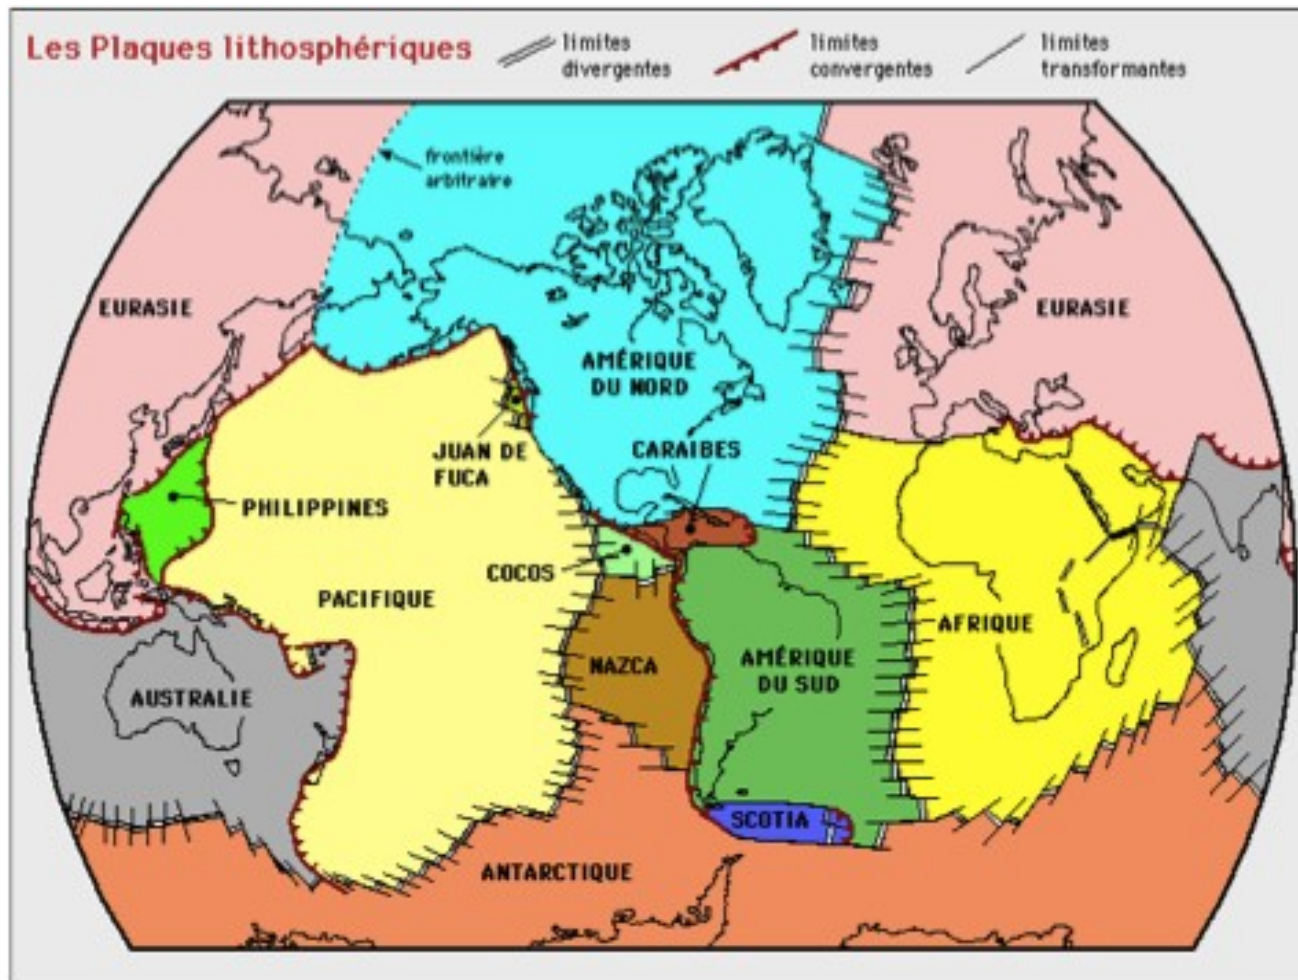 Les Plaques lithosphériques
limites
divergentes
limites
convergentes
limites
transformantes
frontière
arbitraire
EURASIE
EURASIE
AMÉRIQUE
DU NORD
JUAN DE
FUCA
CARAIBES
PHILIPPINES
COCOS
PACIFIQUE
NAZCA
AMÉRIQUE
DU SUD
AFRIQUE
AUSTRALIE
SCOTIA
ANTARCTIQUE